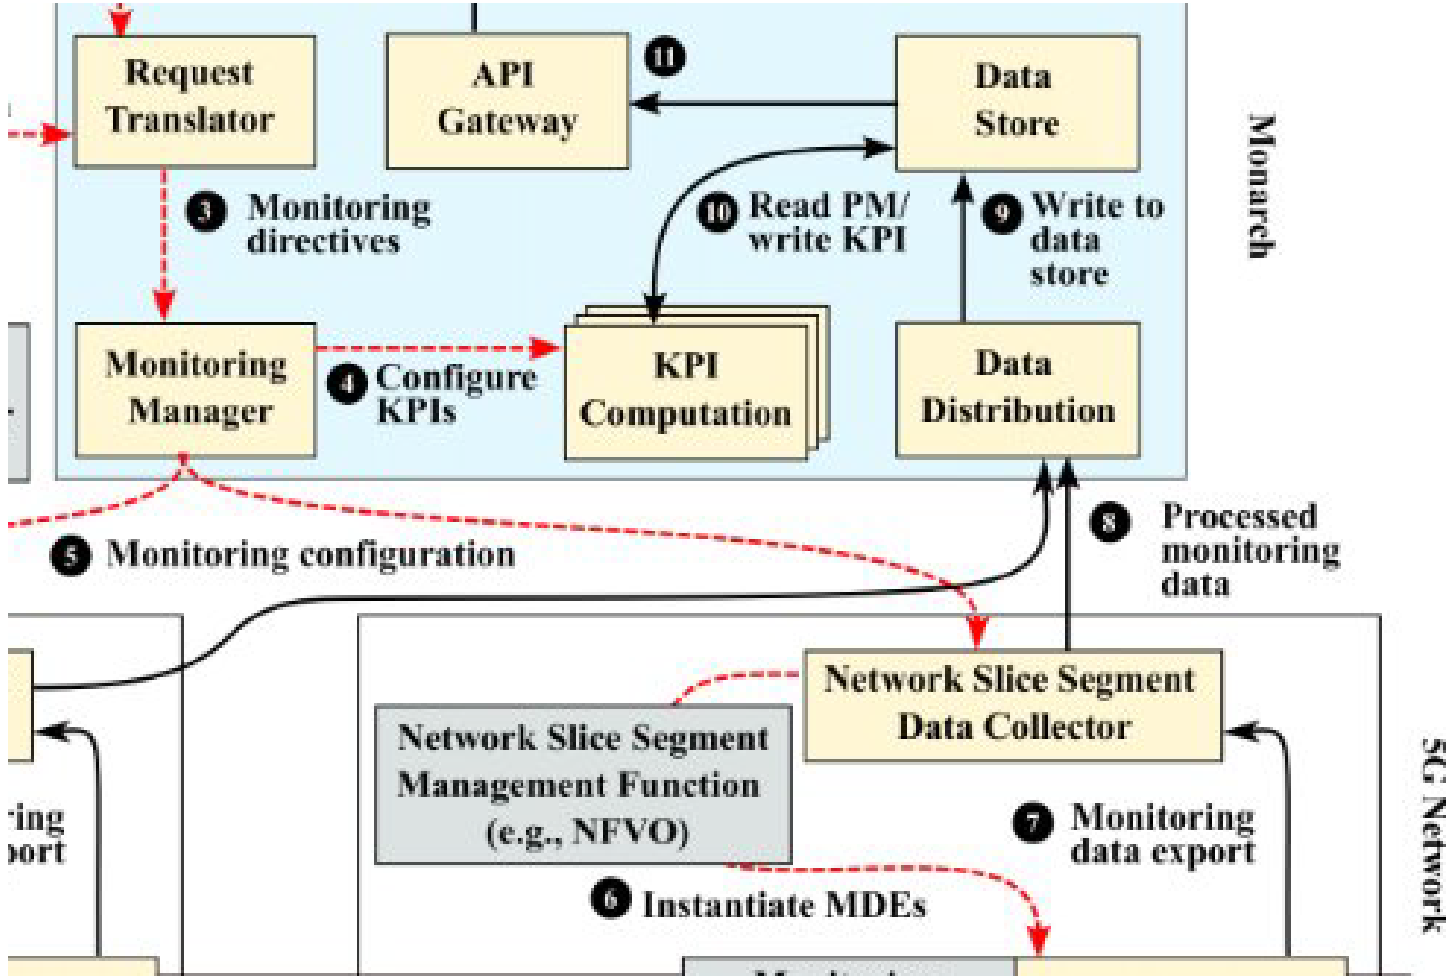 Request
Translator
API
Gateway
11
Data
Store
Monarch
3 Monitoring
directives
10 Read PM/
write KPI
9 Write to
data
store
Monitoring
Manager
4 Configure
KPIs
KPI
Computation
Data
Distribution
5 Monitoring configuration
8 Processed
monitoring
data
Network Slice Segment
Data Collector
Network Slice Segment
Management Function
(e.g., NFVO)
7 Monitoring
data export
6 Instantiate MDEs
5G Network
ring
port
Monitoring